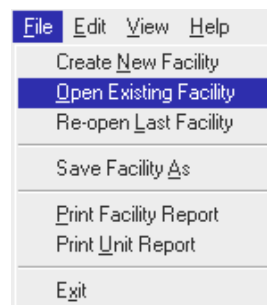 File Edit View Help
Create New Facility
Open Existing Facility
Re-open Last Facility
Save Facility As
Print Facility Report
Print Unit Report
Exit